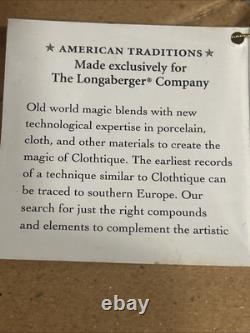 ★ AMERICAN TRADITIONS ★
Made exclusively for
The Longaberger® Company
Old world magic blends with new
technological expertise in porcelain,
cloth, and other materials to create the
magic of Clothtique. The earliest records
of a technique similar to Clothtique can
be traced to southern Europe. Our
search for just the right compounds
and elements to complement the artistic